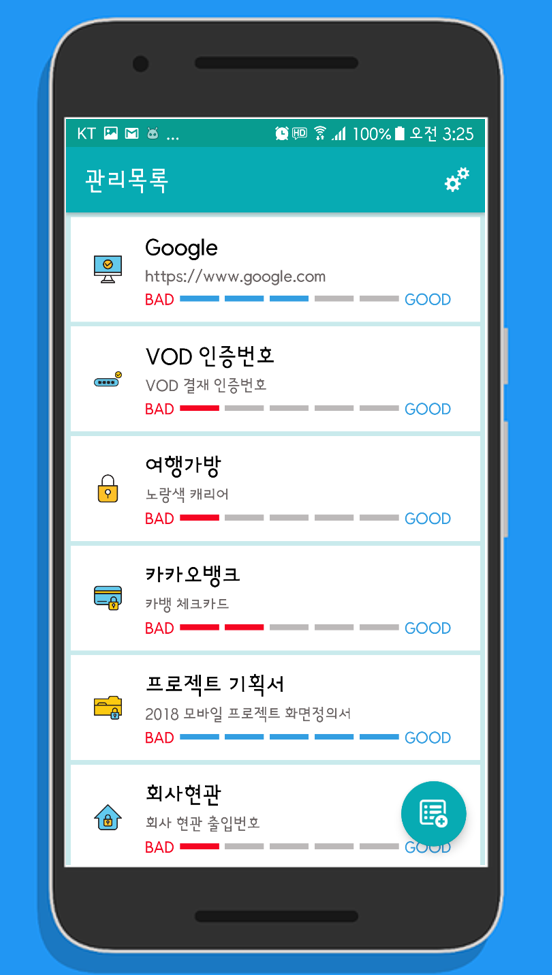 KT ... HD 100% 오전 3:25
관리목록
Google
https://www.google.com
BAD GOOD
VOD 인증번호
VOD 결재 인증번호
BAD GOOD
여행가방
노랑색 캐리어
BAD GOOD
카카오뱅크
카뱅 체크카드
BAD GOOD
프로젝트 기획서
2018 모바일 프로젝트 화면정의서
BAD GOOD
회사현관
회사 현관 출입번호
BAD GOOD